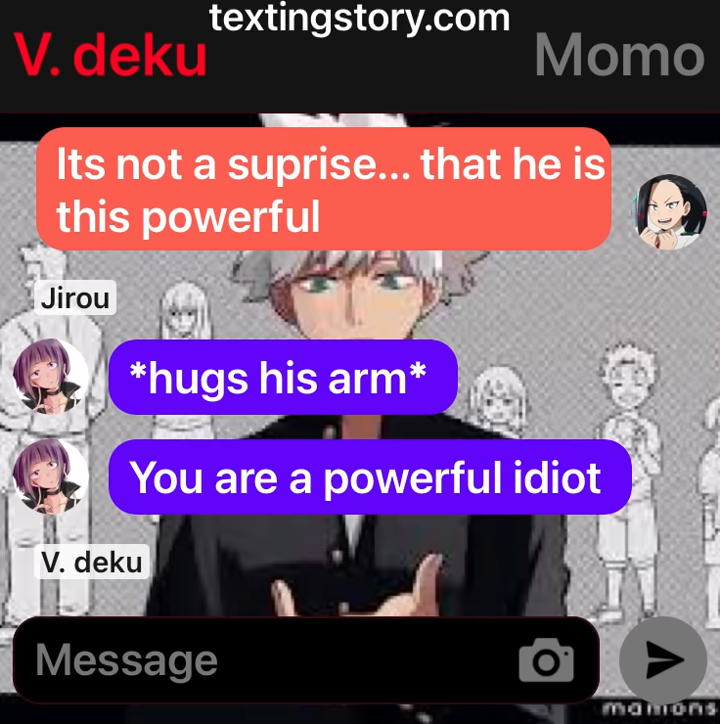 textingstory.com
V. deku
Momo
Its not a suprise... that he is
this powerful
Jirou
*hugs his arm*
You are a powerful idiot
V. deku
Message